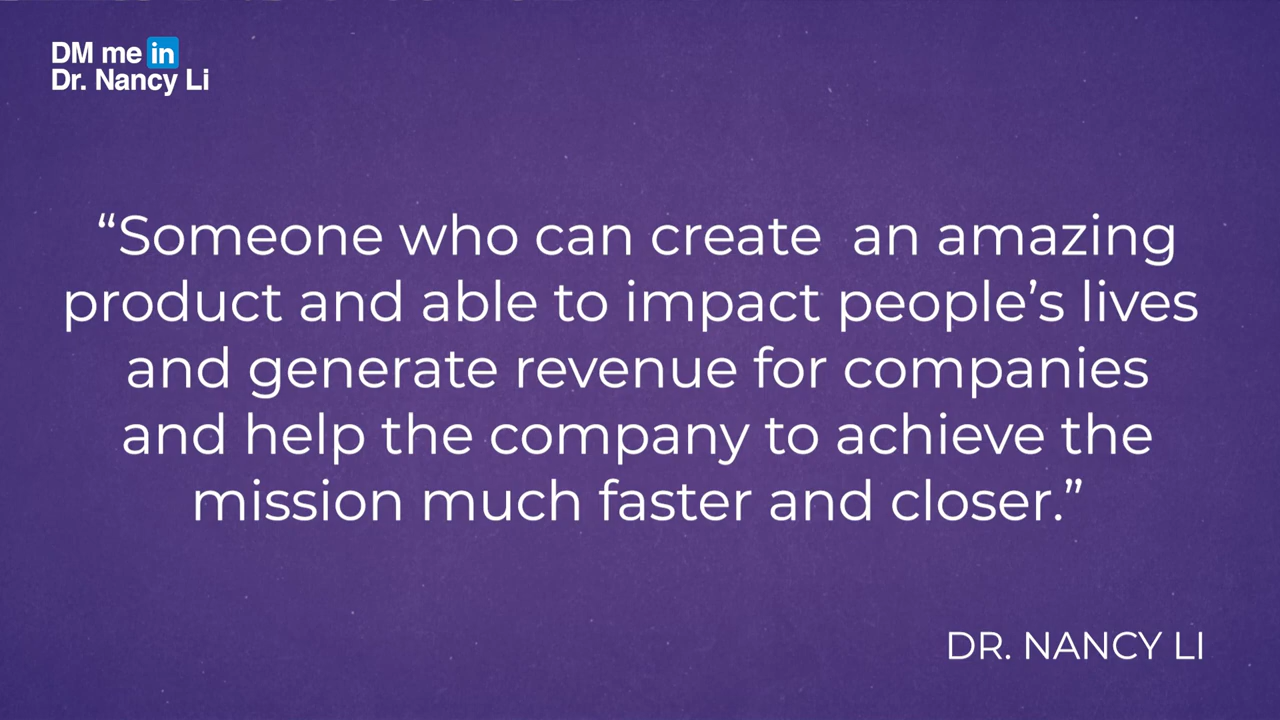 DM me in
Dr. Nancy Li
“Someone who can create  an amazing
product and able to impact people’s lives
and generate revenue for companies
and help the company to achieve the
mission much faster and closer.”
DR. NANCY LI